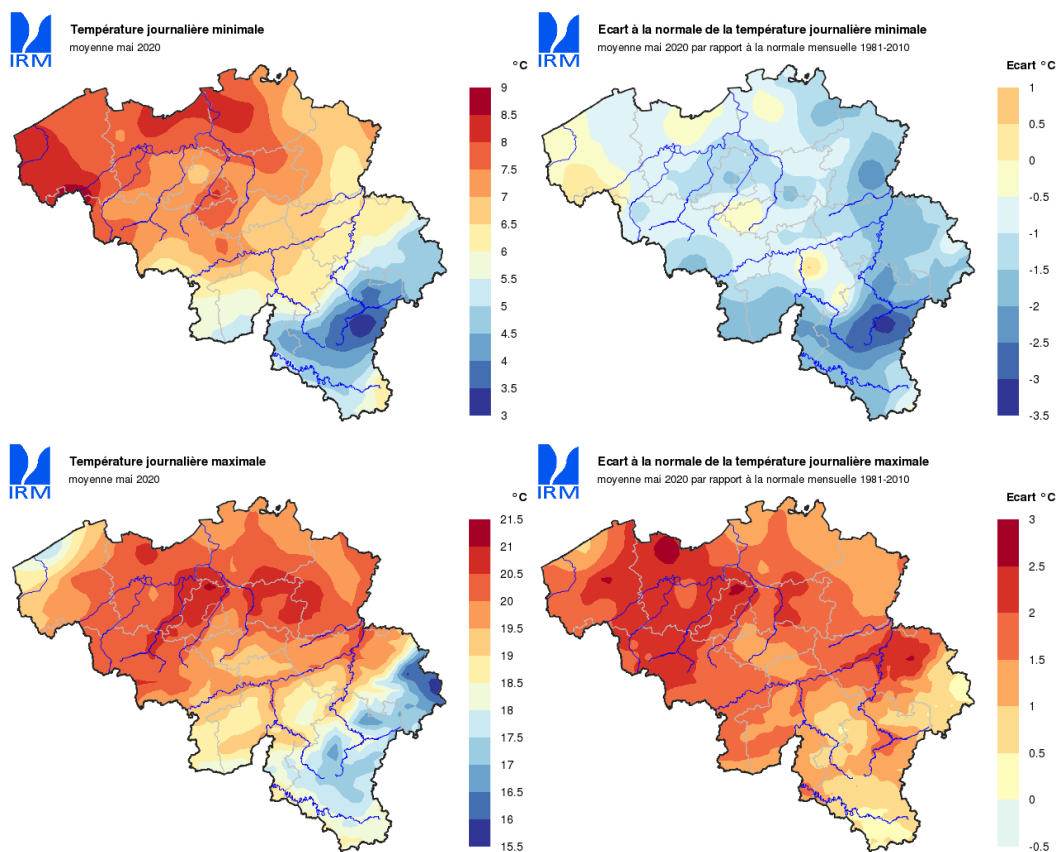 IRM
Température journalière minimale
moyenne mai 2020
°C
9
8.5
8
7.5
7
6.5
6
5.5
5
4.5
4
3.5
3
IRM
Ecart à la normale de la température journalière minimale
moyenne mai 2020 par rapport à la normale mensuelle 1981-2010
Ecart °C
1
0.5
0
-0.5
-1
-1.5
-2
-2.5
-3
-3.5
IRM
Température journalière maximale
moyenne mai 2020
°C
21.5
21
20.5
20
19.5
19
18.5
18
17.5
17
16.5
16
15.5
IRM
Ecart à la normale de la température journalière maximale
moyenne mai 2020 par rapport à la normale mensuelle 1981-2010
Ecart °C
3
2.5
2
1.5
1
0.5
0
-0.5